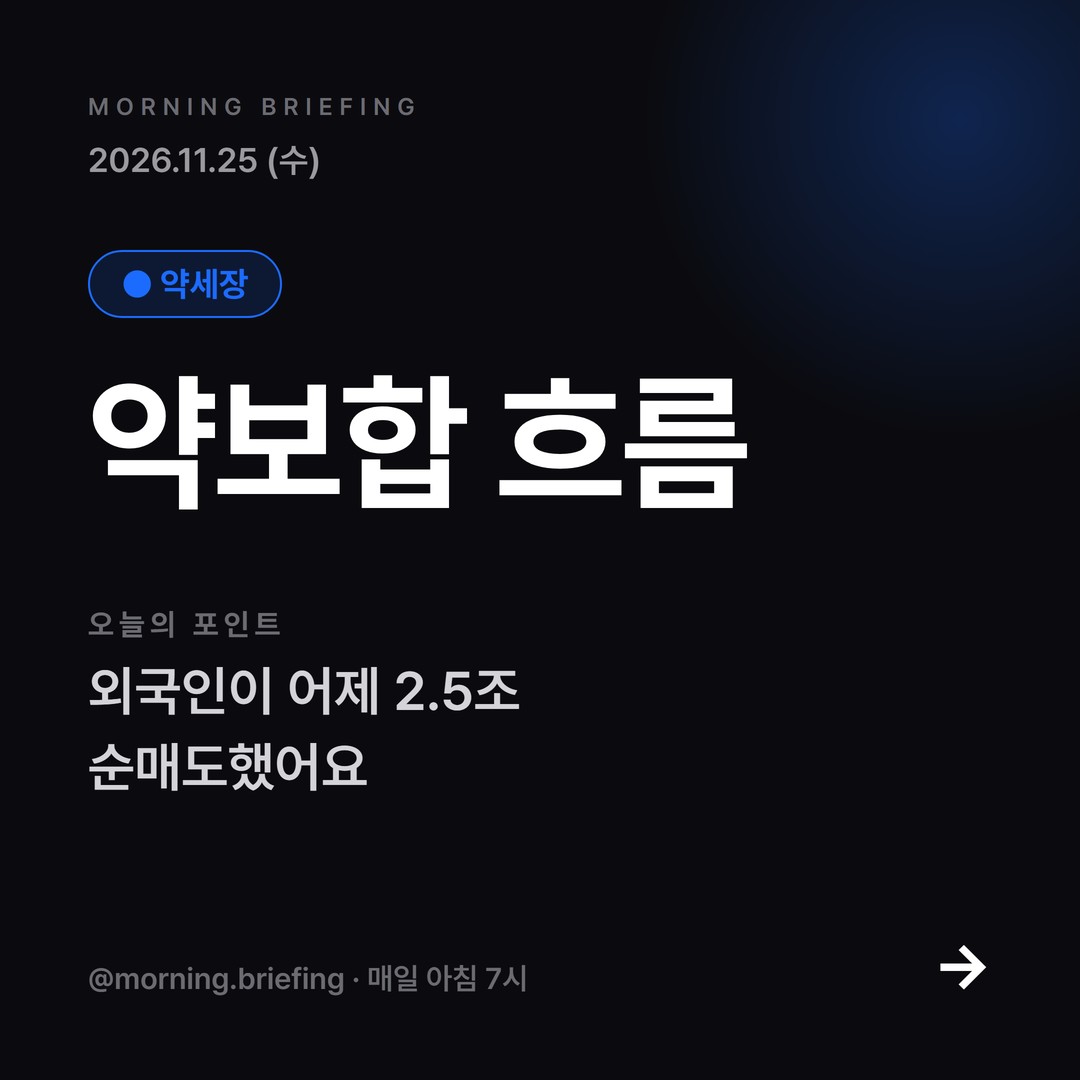 MORNING BRIEFING
2026.11.25 (수)
약세장
약보합 흐름
오늘의 포인트
외국인이 어제 2.5조
순매도했어요
@morning.briefing · 매일 아침 7시
→